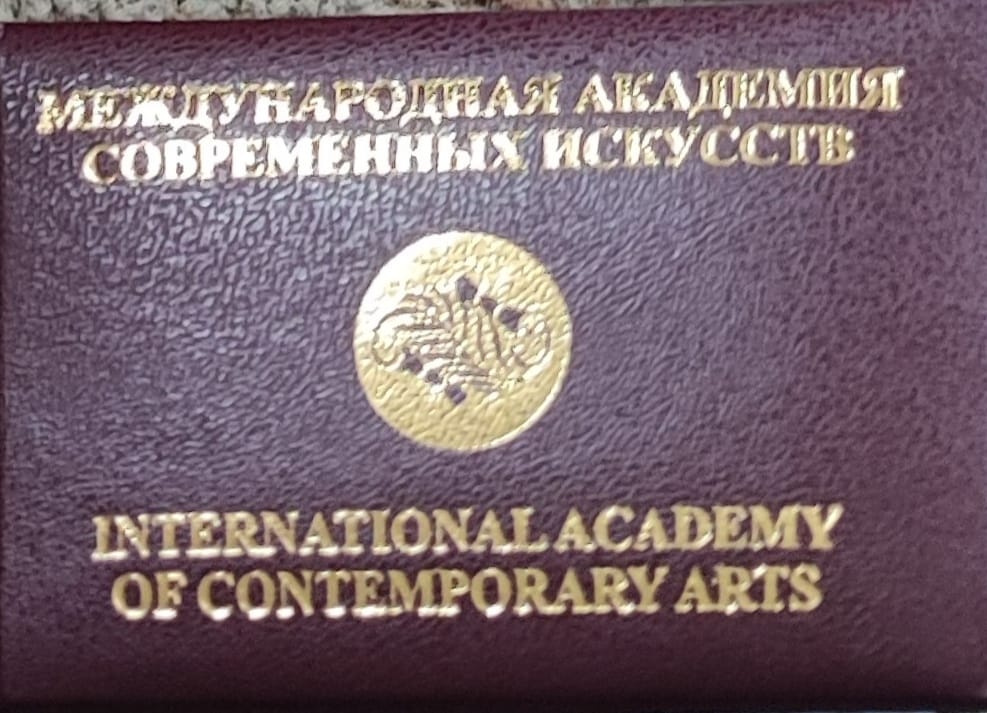 МЕЖДУНАРОДНАЯ АКАДЕМИЯ
СОВРЕМЕННЫХ ИСКУССТВ
INTERNATIONAL ACADEMY
OF CONTEMPORARY ARTS